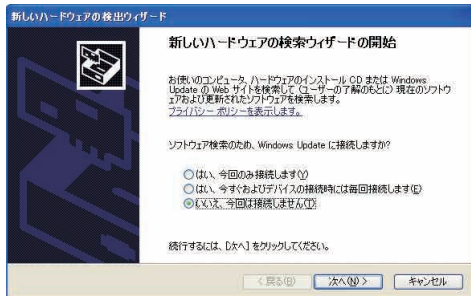 新しいハードウェアの検出ウィザード
新しいハードウェアの検索ウィザードの開始
お使いのコンピュータ、ハードウェアのインストール CD または Windows
Update の Web サイトを検索して (ユーザーの了解のもとに) 現在のソフトウ
ェアおよび更新されたソフトウェアを検索します。
プライバシー ポリシーを表示します。
ソフトウェア検索のため、Windows Update に接続しますか?
はい、今回のみ接続します(Y)
はい、今すぐおよびデバイスの接続時には毎回接続します(E)
いいえ、今回は接続しません(T)
続行するには、[次へ] をクリックしてください。
< 戻る(B) 次へ(N) > キャンセル